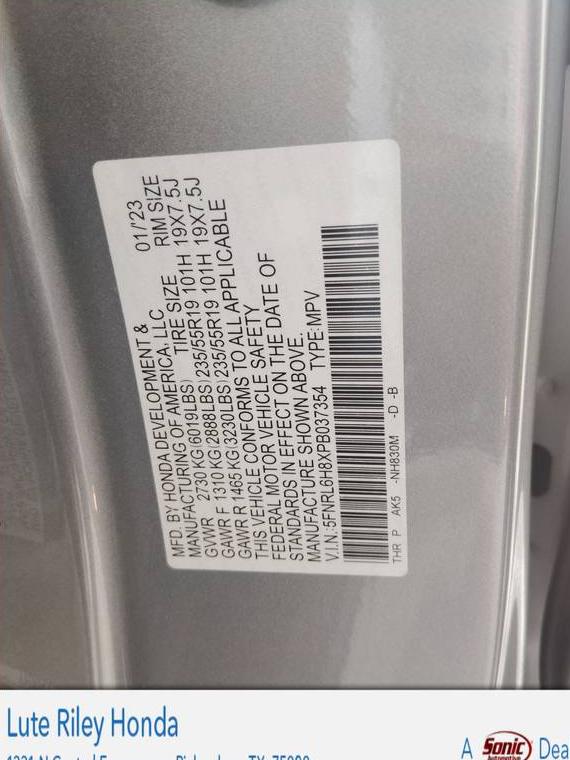 MFD. BY HONDA DEVELOPMENT & 01/'23
MANUFACTURING OF AMERICA, LLC RIM SIZE
GVWR 2730 KG(6019LBS) TIRE SIZE
GAWR F 1310 KG(2888LBS) 235/55R19 101H 19X7.5J
GAWR R 1465 KG(3230LBS) 235/55R19 101H 19X7.5J
THIS VEHICLE CONFORMS TO ALL APPLICABLE
FEDERAL MOTOR VEHICLE SAFETY
STANDARDS IN EFFECT ON THE DATE OF
MANUFACTURE SHOWN ABOVE.
V.I.N.:5FNRL6H8XPB037354 TYPE:MPV
THR P AK5 -NH830M -D -B
Lute Riley Honda
A Sonic Automotive Dea